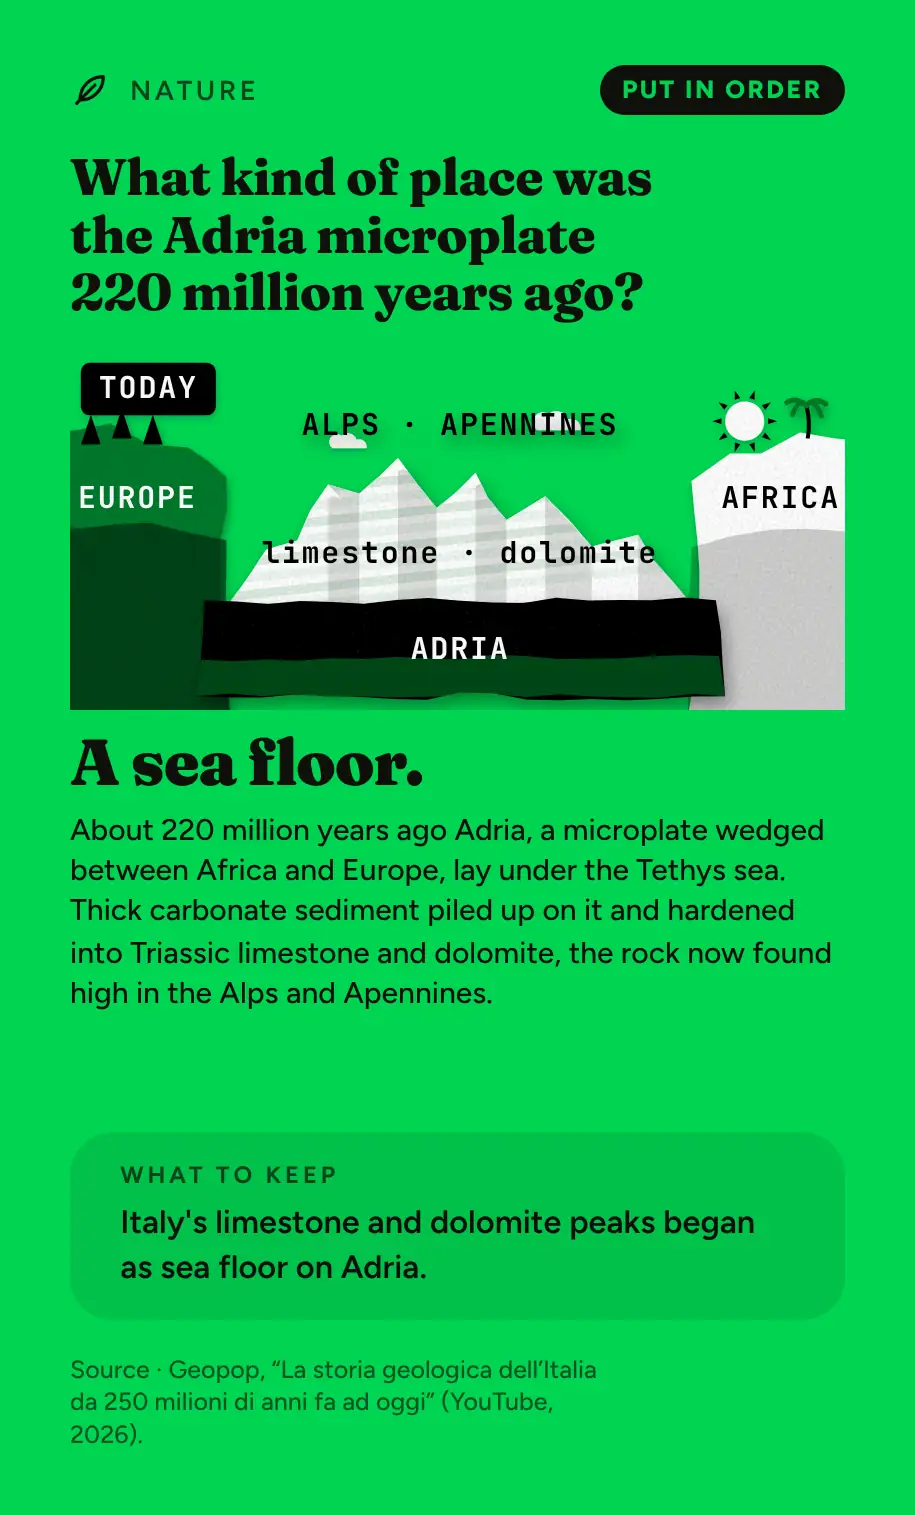 NATURE
PUT IN ORDER
What kind of place was
the Adria microplate
220 million years ago?
TODAY
ALPS · APENNINES
EUROPE
AFRICA
limestone · dolomite
ADRIA
A sea floor.
About 220 million years ago Adria, a microplate wedged
between Africa and Europe, lay under the Tethys sea.
Thick carbonate sediment piled up on it and hardened
into Triassic limestone and dolomite, the rock now found
high in the Alps and Apennines.
WHAT TO KEEP
Italy's limestone and dolomite peaks began
as sea floor on Adria.
Source · Geopop, “La storia geologica dell’Italia
da 250 milioni di anni fa ad oggi” (YouTube,
2026).